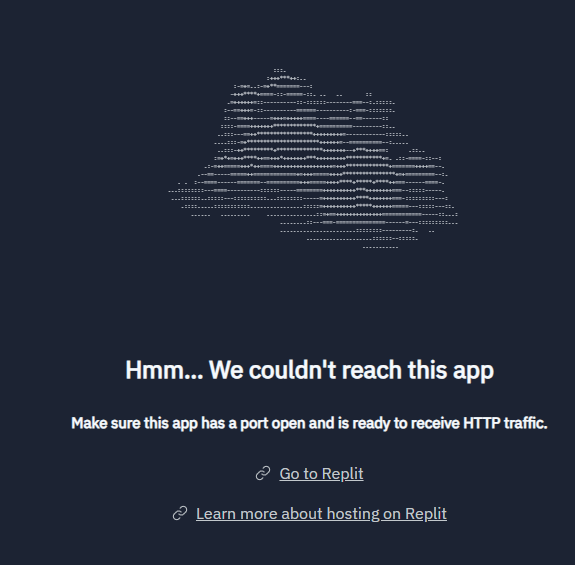 Hmm... We couldn't reach this app
Make sure this app has a port open and is ready to receive HTTP traffic.
Go to Replit
Learn more about hosting on Replit